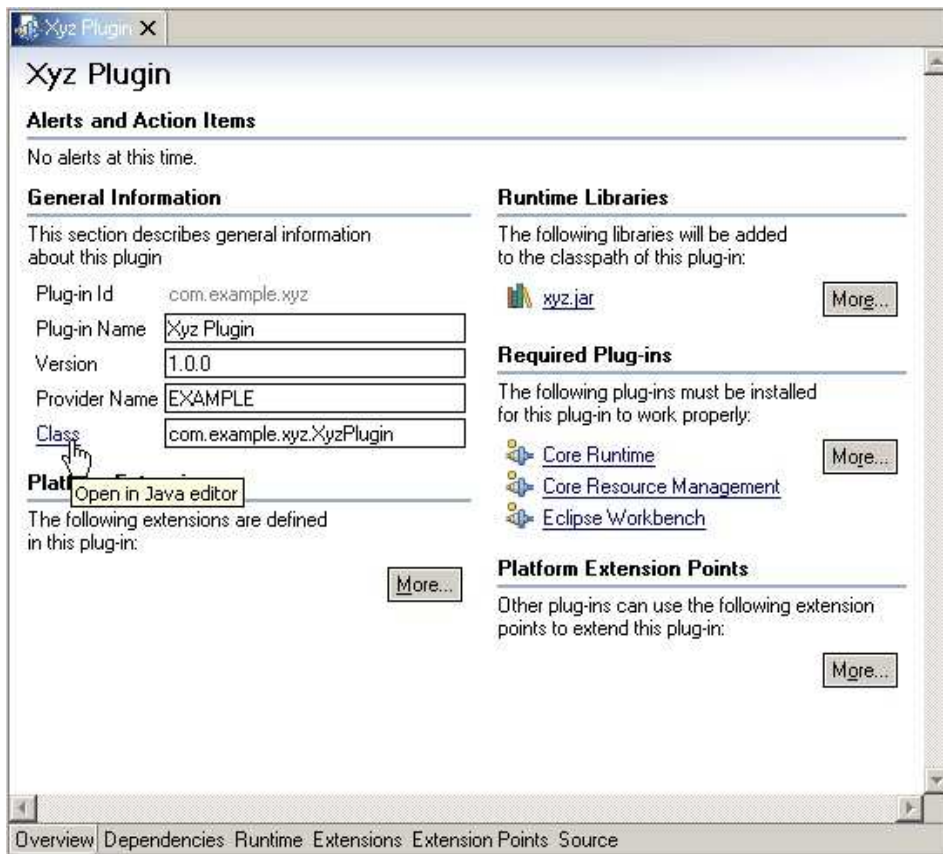 Xyz Plugin
Xyz Plugin
Alerts and Action Items
No alerts at this time.
General Information
This section describes general information
about this plugin
Plug-in Id com.example.xyz
Plug-in Name Xyz Plugin
Version 1.0.0
Provider Name EXAMPLE
Class com.example.xyz.XyzPlugin
Open in Java editor
The following extensions are defined
in this plug-in:
More...
Runtime Libraries
The following libraries will be added
to the classpath of this plug-in:
xyz.jar More...
Required Plug-ins
The following plug-ins must be installed
for this plug-in to work properly:
Core Runtime More...
Core Resource Management
Eclipse Workbench
Platform Extension Points
Other plug-ins can use the following extension
points to extend this plug-in:
More...
Overview Dependencies Runtime Extensions Extension Points Source